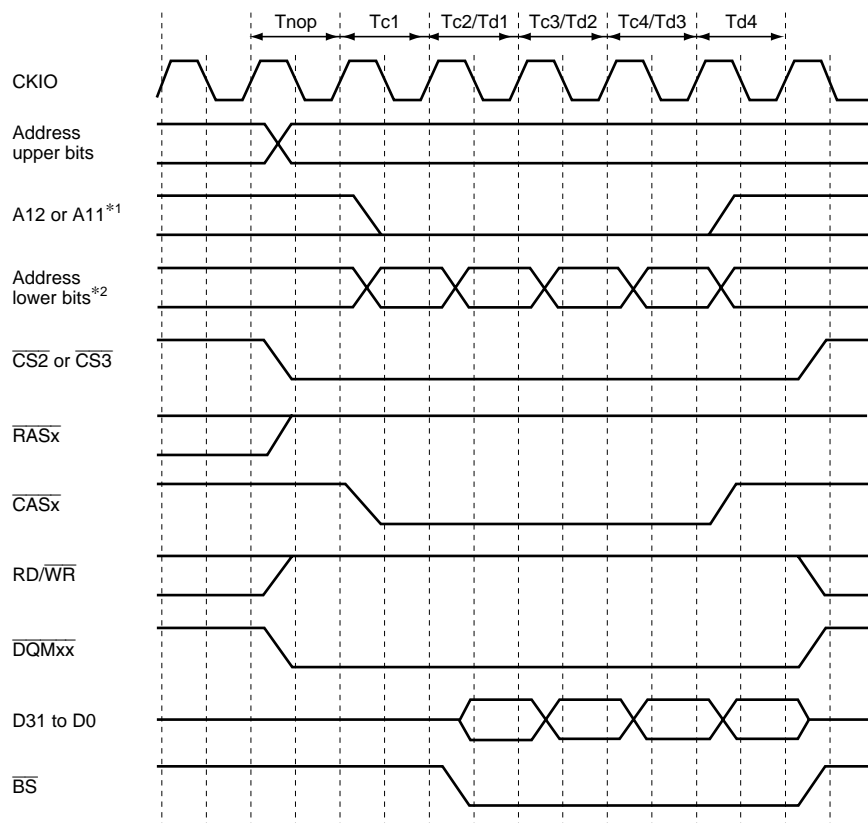 Tnop Tc1 Tc2/Td1 Tc3/Td2 Tc4/Td3 Td4
CKIO
Address
upper bits
A12 or A11*1
Address
lower bits*2
CS2 or CS3
RASx
CASx
RD/WR
DQMxx
D31 to D0
BS